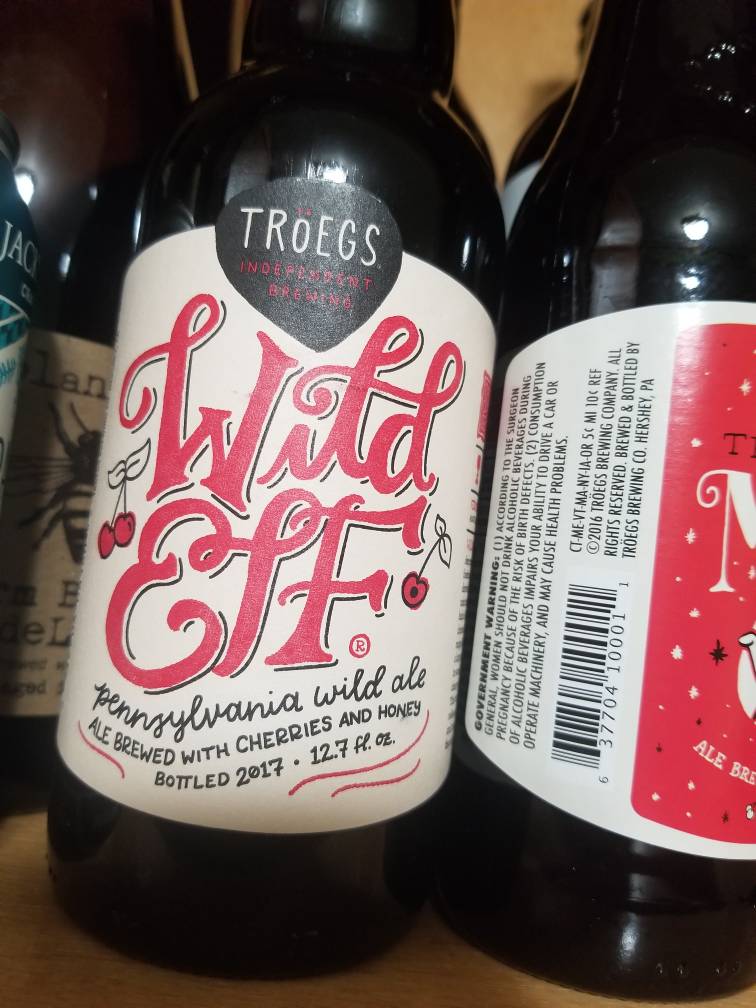 TRÖEGS
INDEPENDENT
BREWING
Wild
Elf ®
pennsylvania wild ale
ALE BREWED WITH CHERRIES AND HONEY
BOTTLED 2017 • 12.7 fl. oz.
GOVERNMENT WARNING: (1) ACCORDING TO THE SURGEON
GENERAL, WOMEN SHOULD NOT DRINK ALCOHOLIC BEVERAGES DURING
PREGNANCY BECAUSE OF THE RISK OF BIRTH DEFECTS. (2) CONSUMPTION
OF ALCOHOLIC BEVERAGES IMPAIRS YOUR ABILITY TO DRIVE A CAR OR
OPERATE MACHINERY, AND MAY CAUSE HEALTH PROBLEMS.
CT-ME-VT-MA-NY-IA-OR 5¢ MI 10¢ REF
©2016 TRÖEGS BREWING COMPANY. ALL
RIGHTS RESERVED. BREWED & BOTTLED BY
TRÖEGS BREWING CO. HERSHEY, PA
6 37704 10001 1
M
ALE BRE
JAC
lan